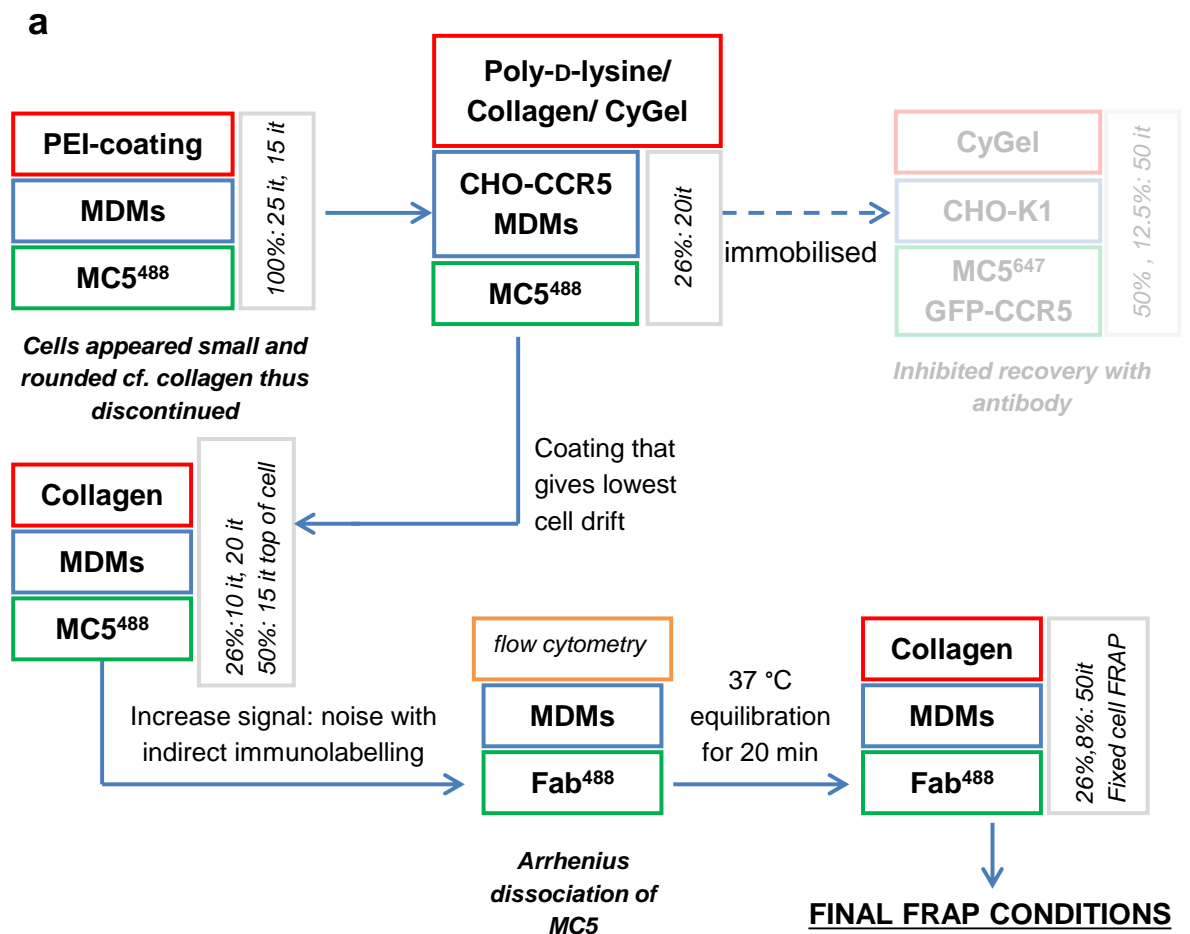 a
PEI-coating
MDMs
MC5⁴⁸⁸
100%: 25 it, 15 it
Cells appeared small and
rounded cf. collagen thus
discontinued
Poly-D-lysine/
Collagen/ CyGel
CHO-CCR5
MDMs
MC5⁴⁸⁸
26%: 20it
immobilised
CyGel
CHO-K1
MC5⁶⁴⁷
GFP-CCR5
50% , 12.5%: 50 it
Inhibited recovery with
antibody
Coating that
gives lowest
cell drift
Collagen
MDMs
MC5⁴⁸⁸
26%:10 it, 20 it
50%: 15 it top of cell
Increase signal: noise with
indirect immunolabelling
flow cytometry
MDMs
Fab⁴⁸⁸
Arrhenius
dissociation of
MC5
37 °C
equilibration
for 20 min
Collagen
MDMs
Fab⁴⁸⁸
26%,8%: 50it
Fixed cell FRAP
FINAL FRAP CONDITIONS